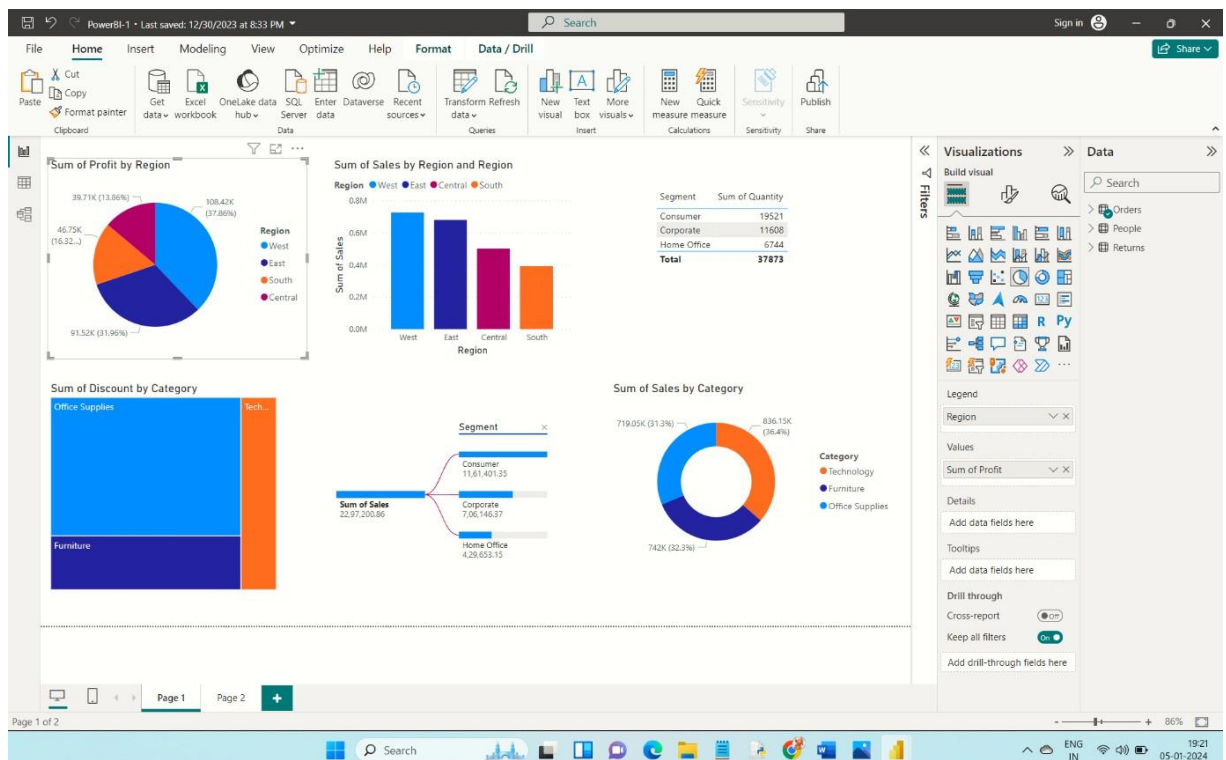 PowerBI-1 • Last saved: 12/30/2023 at 8:33 PM
Search
Sign in
File Home Insert Modeling View Optimize Help Format Data / Drill
Share
Paste
Cut
Copy
Format painter
Get data
Excel workbook
OneLake data hub
SQL Server
Enter data
Dataverse
Recent sources
Transform data
Refresh
New visual
Text box
More visuals
New measure
Quick measure
Sensitivity
Publish
Clipboard Data Queries Insert Calculations Sensitivity Share
Sum of Profit by Region
39.71K (13.86%)
108.42K
(37.86%)
46.75K
(16.32...)
91.52K (31.96%)
Region
West
East
South
Central
Sum of Sales by Region and Region
Region West East Central South
0.8M
0.6M
0.4M
0.2M
0.0M
Sum of Sales
West East Central South
Region
Segment Sum of Quantity
Consumer 19521
Corporate 11608
Home Office 6744
Total 37873
Sum of Discount by Category
Office Supplies
Tech...
Furniture
Segment
Sum of Sales
22,97,200.86
Consumer
11,61,401.35
Corporate
7,06,146.37
Home Office
4,29,653.15
Sum of Sales by Category
719.05K (31.3%)
836.15K
(36.4%)
742K (32.3%)
Category
Technology
Furniture
Office Supplies
Filters
Visualizations
Build visual
R Py
123
Legend
Region
Values
Sum of Profit
Details
Add data fields here
Tooltips
Add data fields here
Drill through
Cross-report Off
Keep all filters On
Add drill-through fields here
Data
Search
Orders
People
Returns
Page 1 Page 2
Page 1 of 2
86%
Search
ENG
IN
19:21
05-01-2024